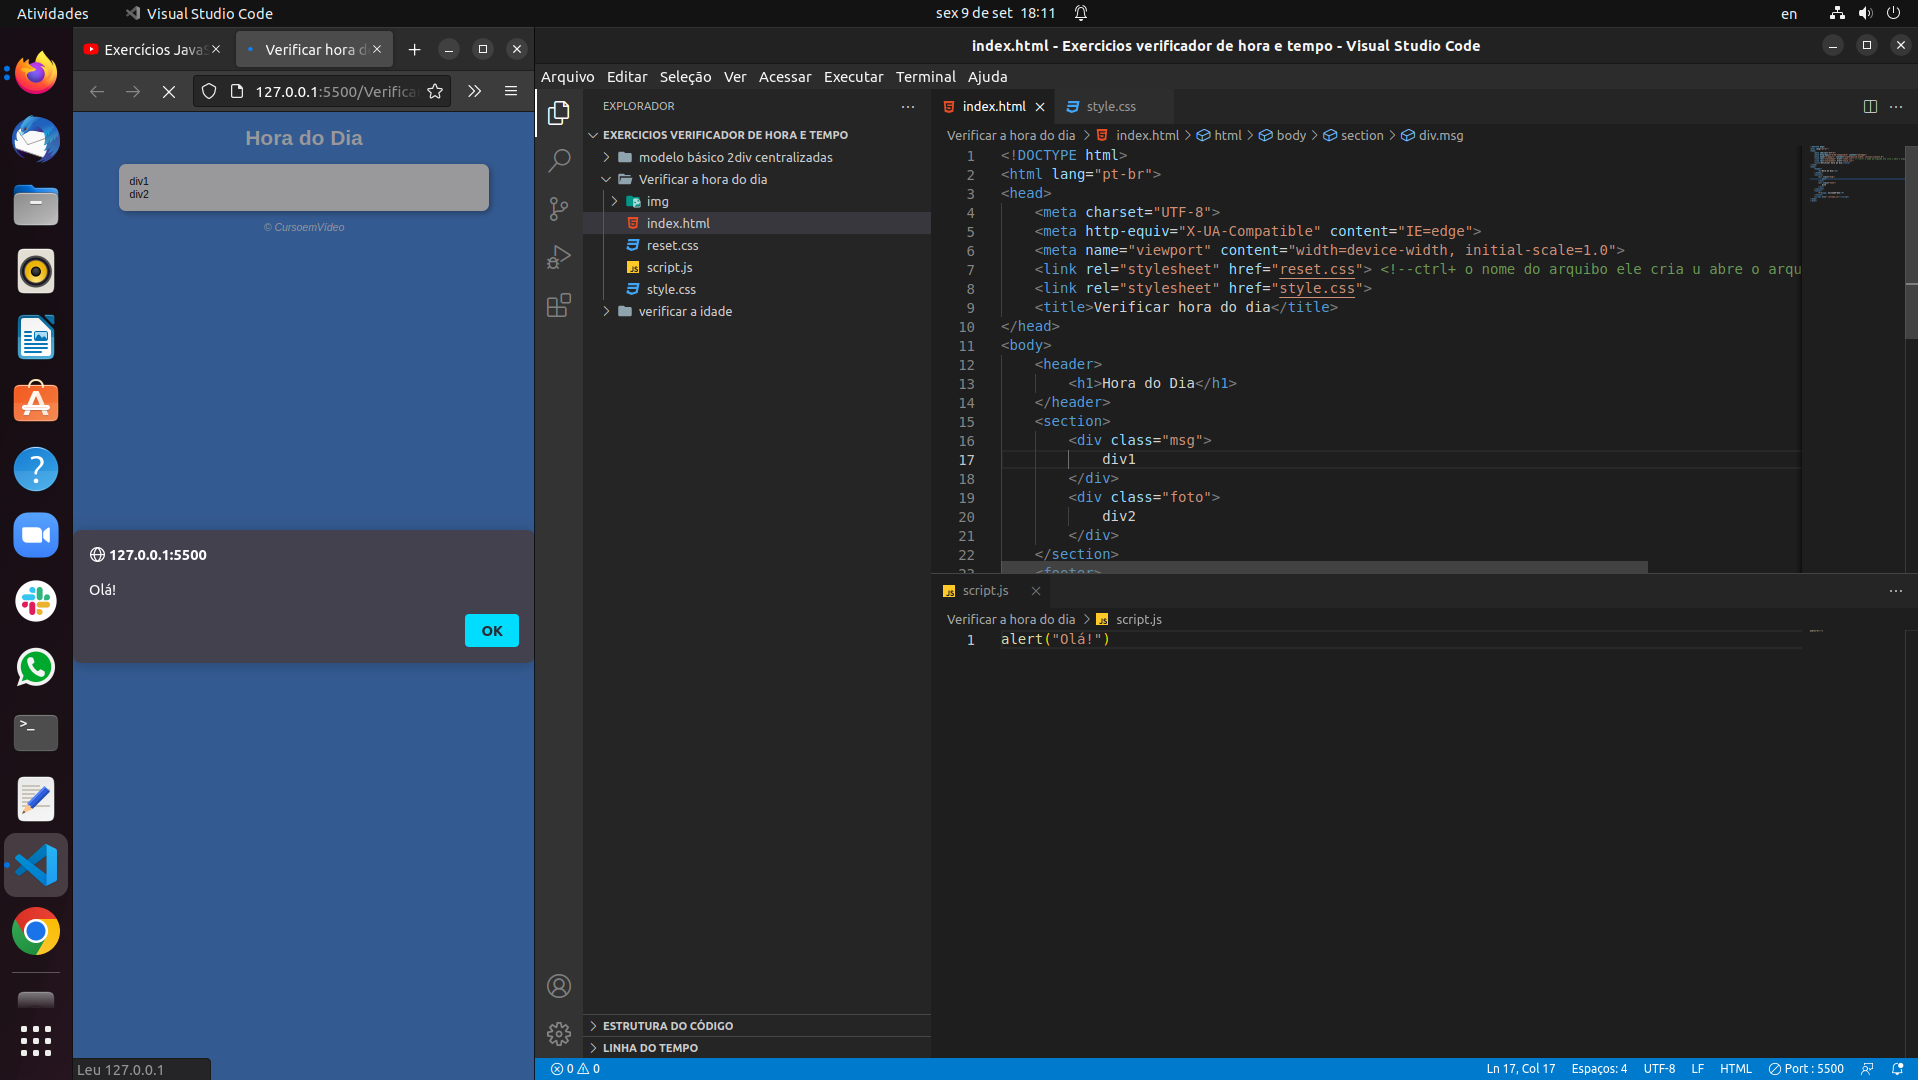 Atividades
Visual Studio Code
sex 9 de set 18:11
en
Exercícios Java
Verificar hora d
127.0.0.1:5500/Verifica
Hora do Dia
div1
div2
© CursoemVídeo
127.0.0.1:5500
Olá!
OK
Leu 127.0.0.1
index.html - Exercicios verificador de hora e tempo - Visual Studio Code
Arquivo Editar Seleção Ver Acessar Executar Terminal Ajuda
EXPLORADOR
EXERCICIOS VERIFICADOR DE HORA E TEMPO
modelo básico 2div centralizadas
Verificar a hora do dia
img
index.html
reset.css
script.js
style.css
verificar a idade
ESTRUTURA DO CÓDIGO
LINHA DO TEMPO
index.html
style.css
Verificar a hora do dia > index.html > html > body > section > div.msg
1 <!DOCTYPE html>
2 <html lang="pt-br">
3 <head>
4 <meta charset="UTF-8">
5 <meta http-equiv="X-UA-Compatible" content="IE=edge">
6 <meta name="viewport" content="width=device-width, initial-scale=1.0">
7 <link rel="stylesheet" href="reset.css"> <!--ctrl+ o nome do arquibo ele cria u abre o arqu
8 <link rel="stylesheet" href="style.css">
9 <title>Verificar hora do dia</title>
10 </head>
11 <body>
12 <header>
13 <h1>Hora do Dia</h1>
14 </header>
15 <section>
16 <div class="msg">
17 div1
18 </div>
19 <div class="foto">
20 div2
21 </div>
22 </section>
23 <footer>
script.js
Verificar a hora do dia > script.js
1 alert("Olá!")
0 0
Ln 17, Col 17 Espaços: 4 UTF-8 LF HTML Port : 5500